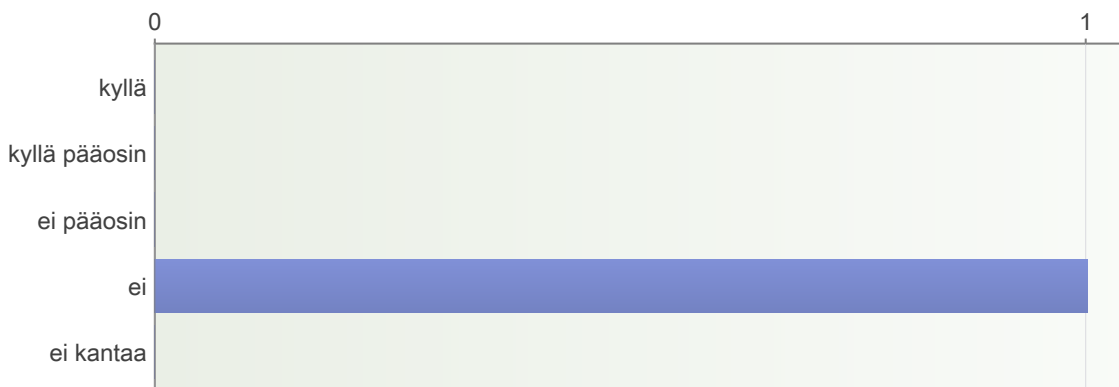 0 1
kyllä
kyllä pääosin
ei pääosin
ei
ei kantaa